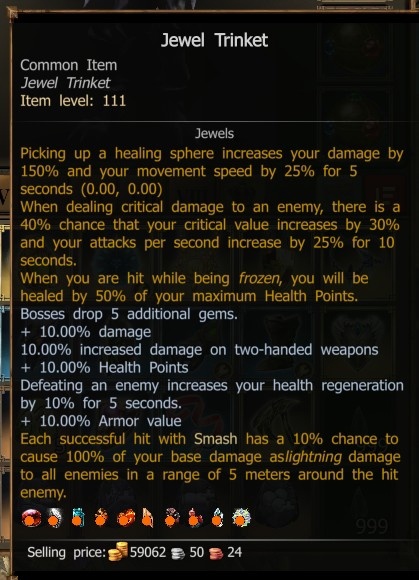 Jewel Trinket
Common Item
Jewel Trinket
Item level: 111
Jewels
Picking up a healing sphere increases your damage by
150% and your movement speed by 25% for 5
seconds (0.00, 0.00)
When dealing critical damage to an enemy, there is a
40% chance that your critical value increases by 30%
and your attacks per second increase by 25% for 10
seconds.
When you are hit while being frozen, you will be
healed by 50% of your maximum Health Points.
Bosses drop 5 additional gems.
+ 10.00% damage
10.00% increased damage on two-handed weapons
+ 10.00% Health Points
Defeating an enemy increases your health regeneration
by 10% for 5 seconds.
+ 10.00% Armor value
Each successful hit with Smash has a 10% chance to
cause 100% of your base damage aslightning damage
to all enemies in a range of 5 meters around the hit
enemy.
999
Selling price: 59062 50 24